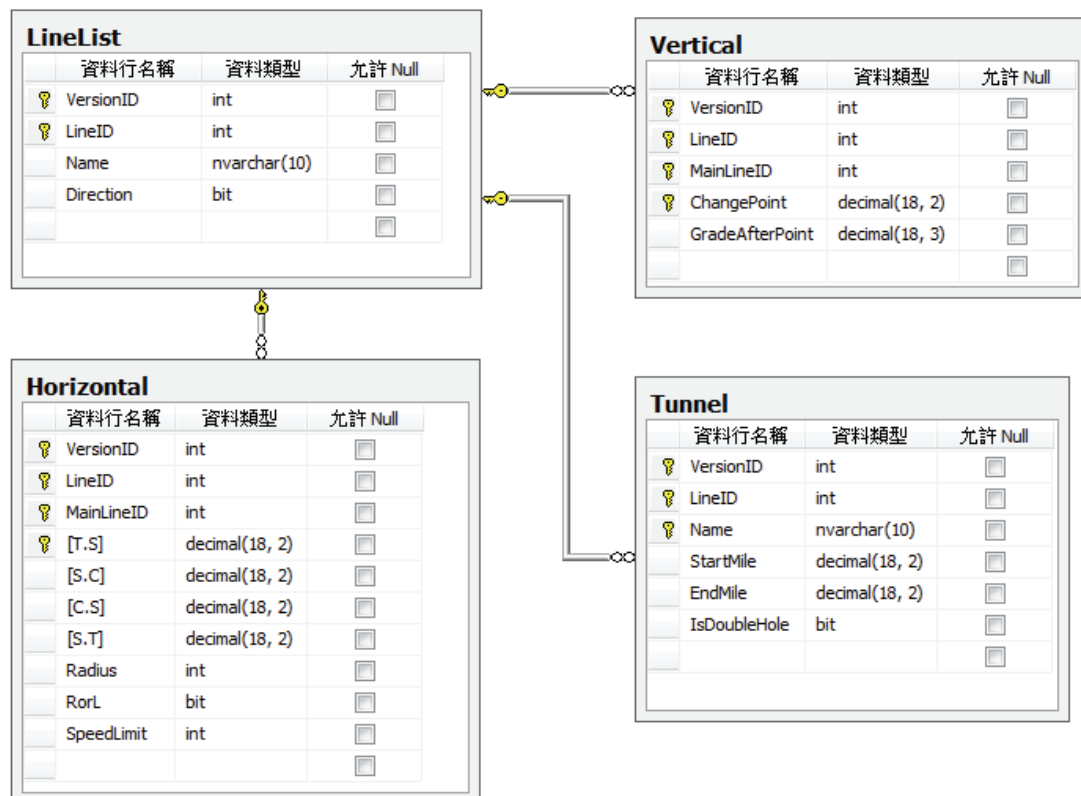 LineList
資料行名稱 資料類型 允許 Null
VersionID int
LineID int
Name nvarchar(10)
Direction bit
Vertical
資料行名稱 資料類型 允許 Null
VersionID int
LineID int
MainLineID int
ChangePoint decimal(18, 2)
GradeAfterPoint decimal(18, 3)
Horizontal
資料行名稱 資料類型 允許 Null
VersionID int
LineID int
MainLineID int
[T.S] decimal(18, 2)
[S.C] decimal(18, 2)
[C.S] decimal(18, 2)
[S.T] decimal(18, 2)
Radius int
RorL bit
SpeedLimit int
Tunnel
資料行名稱 資料類型 允許 Null
VersionID int
LineID int
Name nvarchar(10)
StartMile decimal(18, 2)
EndMile decimal(18, 2)
IsDoubleHole bit